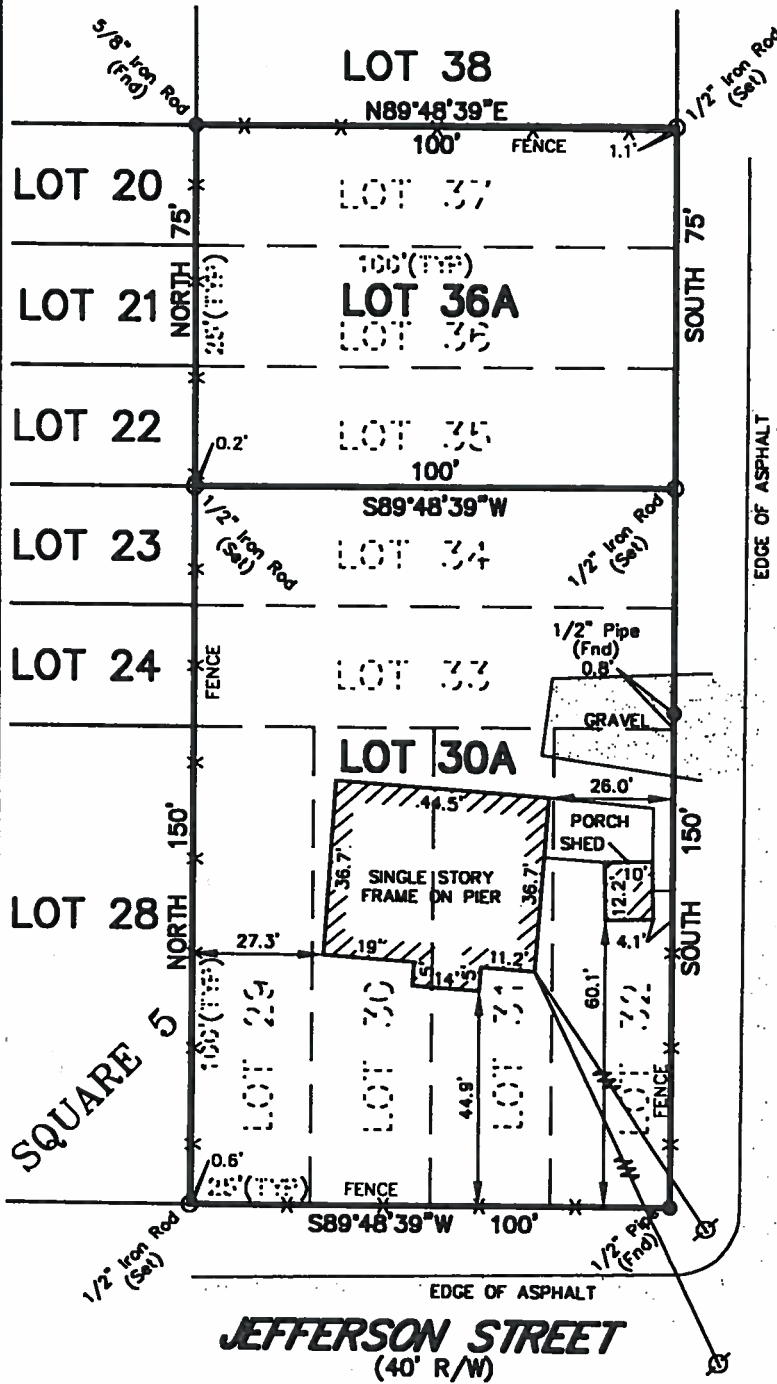 5/8" Iron Rod
(Fnd)
LOT 38
1/2" Iron Rod
(Set)
N89°48'39"E
100'
FENCE
1.1'
LOT 20
LOT 37
NORTH 75'
SOUTH 75'
100'(TYP)
25'(TYP)
LOT 21
LOT 36A
LOT 36
LOT 22
LOT 35
0.2'
100'
S89°48'39"W
EDGE OF ASPHALT
1/2" Iron Rod
(Set)
1/2" Iron Rod
(Set)
LOT 23
LOT 34
1/2" Pipe
(Fnd)
0.8'
LOT 24
FENCE
LOT 33
GRAVEL
LOT 30A
26.0'
44.5'
PORCH
SHED
NORTH 150'
SOUTH 150'
36.7'
SINGLE STORY
FRAME ON PIER
36.7'
10'
12.2'
LOT 28
27.3'
19'
5'
14'
5'
11.2'
4.1'
60.1'
100'(TYP)
SQUARE 5
LOT 29
LOT 30
LOT 31
LOT 32
44.9'
FENCE
0.6'
25'(TYP)
FENCE
S89°48'39"W 100'
1/2" Iron Rod
(Set)
1/2" Pipe
(Fnd)
EDGE OF ASPHALT
JEFFERSON STREET
(40' R/W)